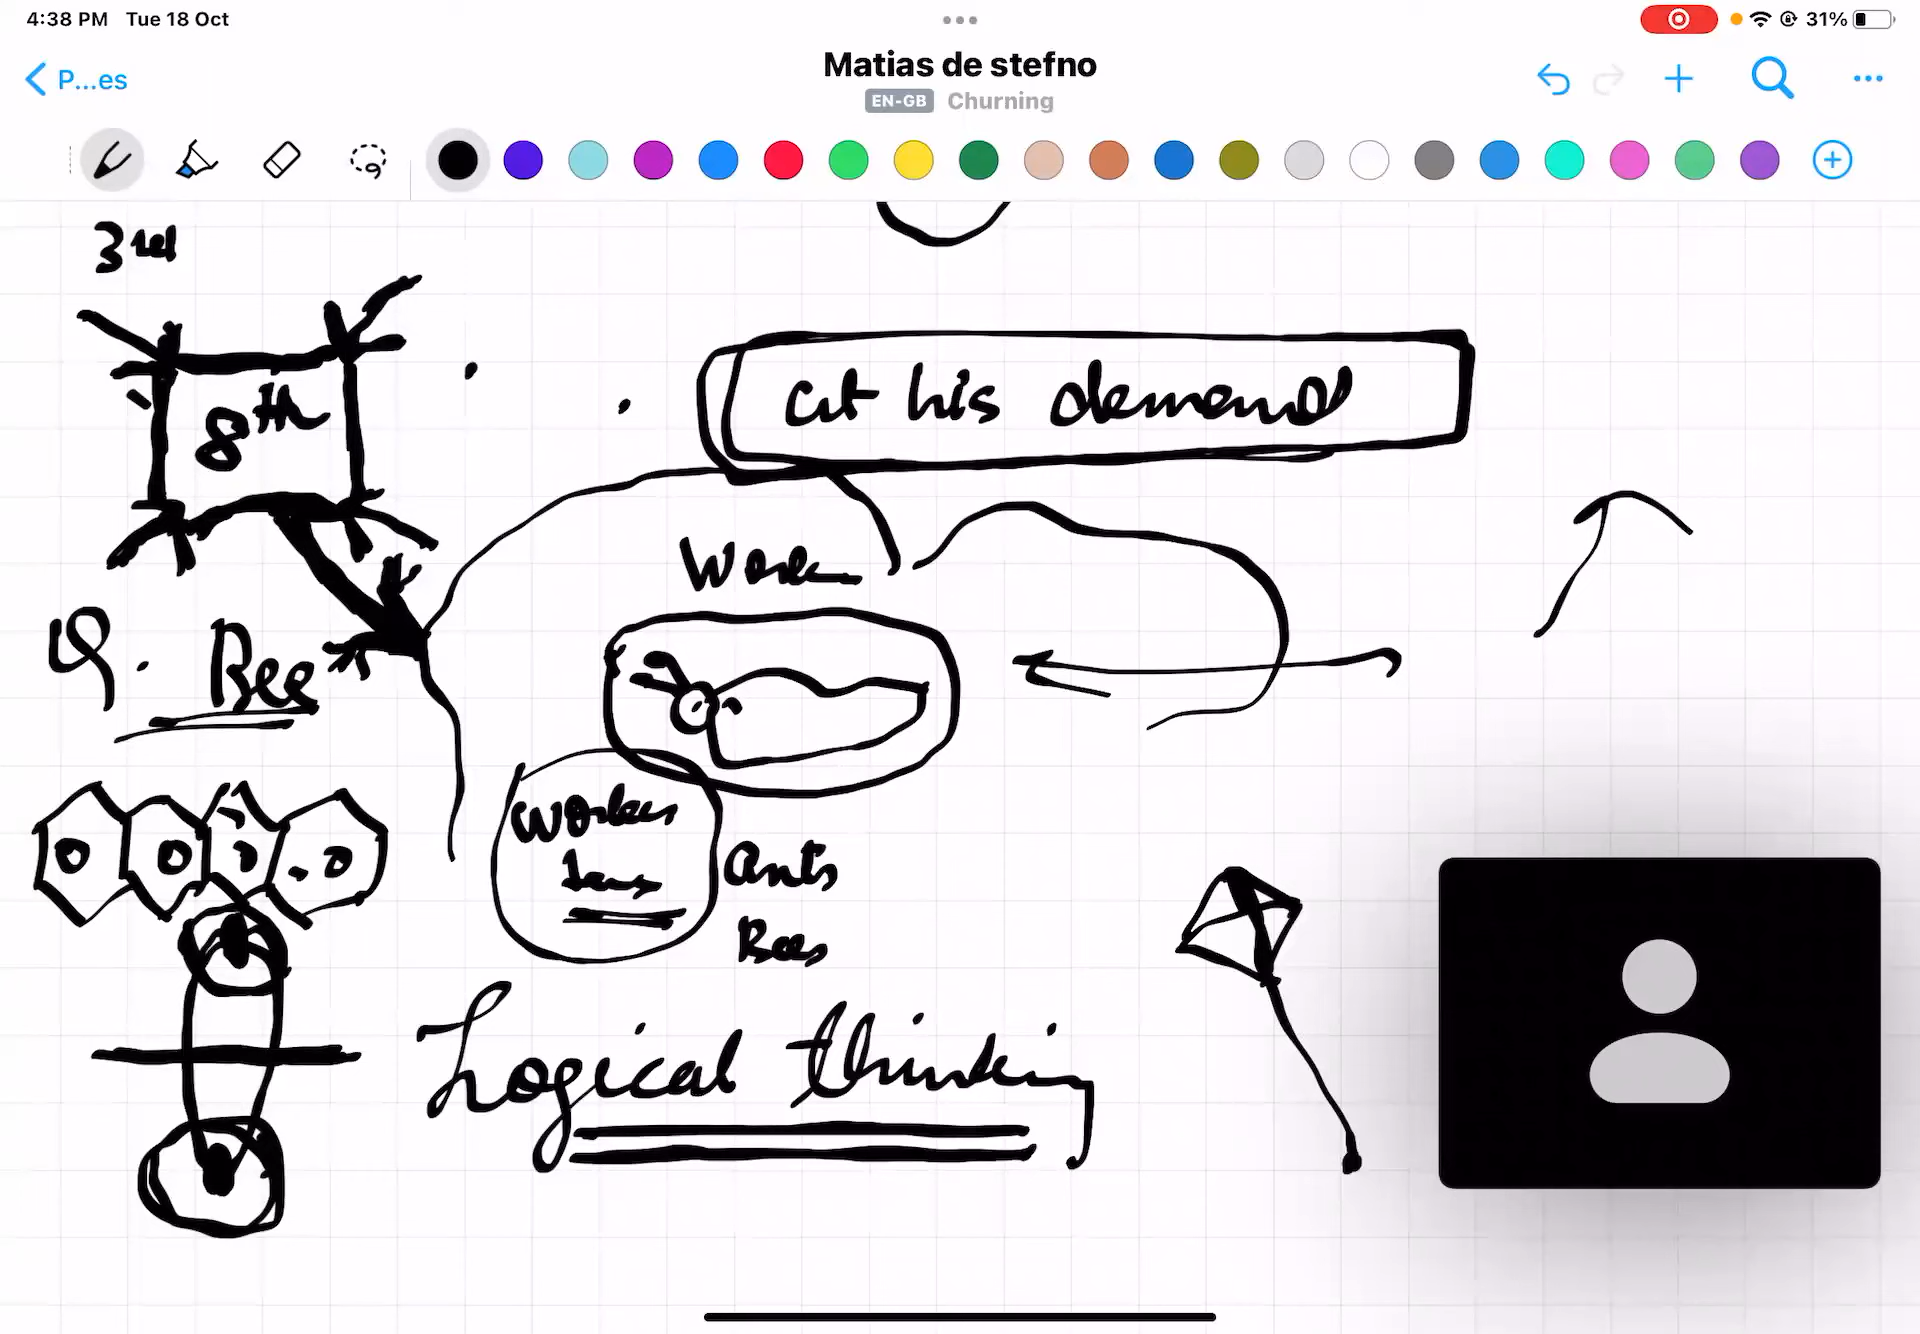 4:38 PM Tue 18 Oct
31%
P...es
Matias de stefno
EN-GB Churning
3rd
8th
at his demand
Work
Q. Bee
Workers
Ants
Bees
Logical thinking